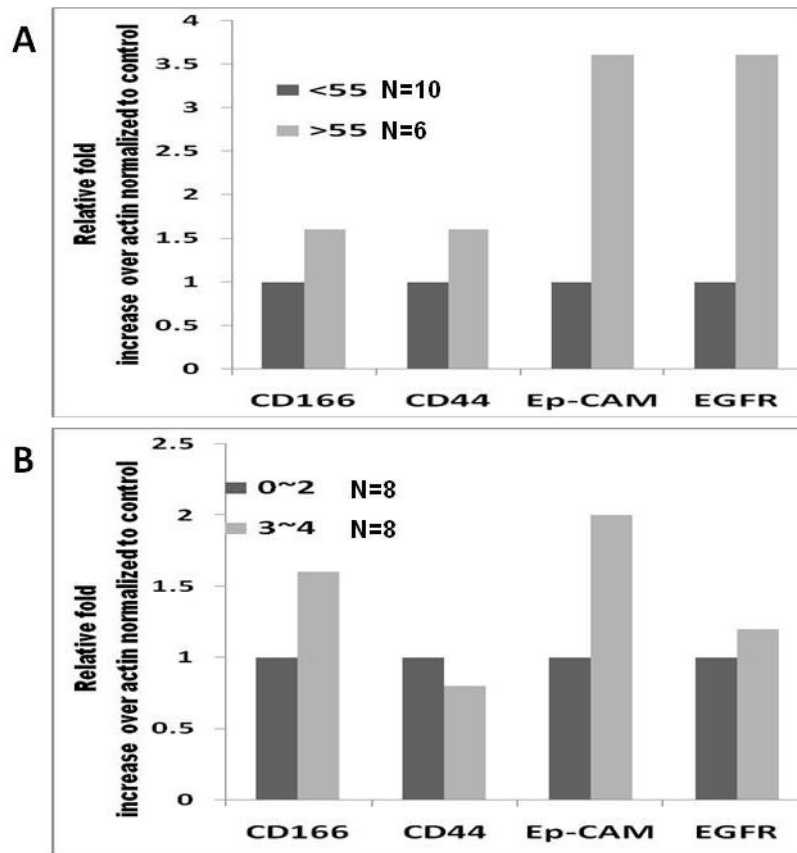 A
Relative fold
increase over actin normalized to control
4
3.5
3
2.5
2
1.5
1
0.5
0
<55 N=10
>55 N=6
CD166 CD44 Ep-CAM EGFR
B
Relative fold
increase over actin normalized to control
2.5
2
1.5
1
0.5
0
0~2 N=8
3~4 N=8
CD166 CD44 Ep-CAM EGFR